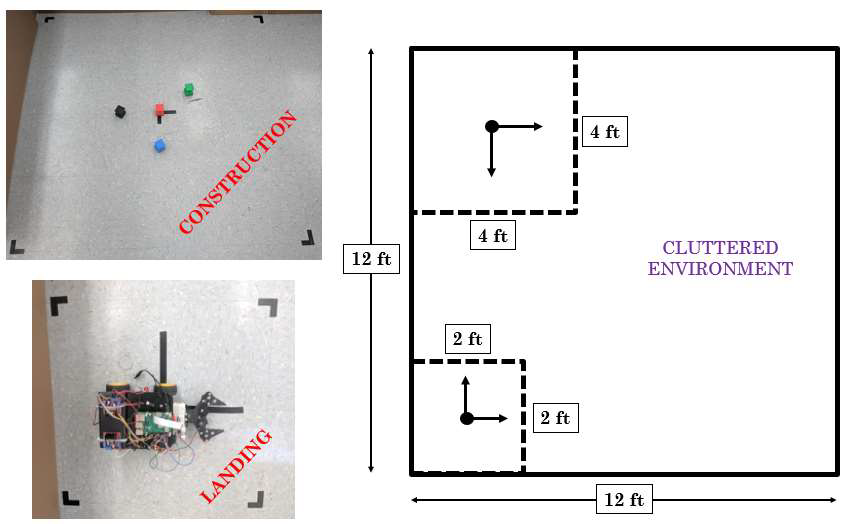 CONSTRUCTION
LANDING
4 ft
4 ft
12 ft
CLUTTERED
ENVIRONMENT
2 ft
2 ft
12 ft